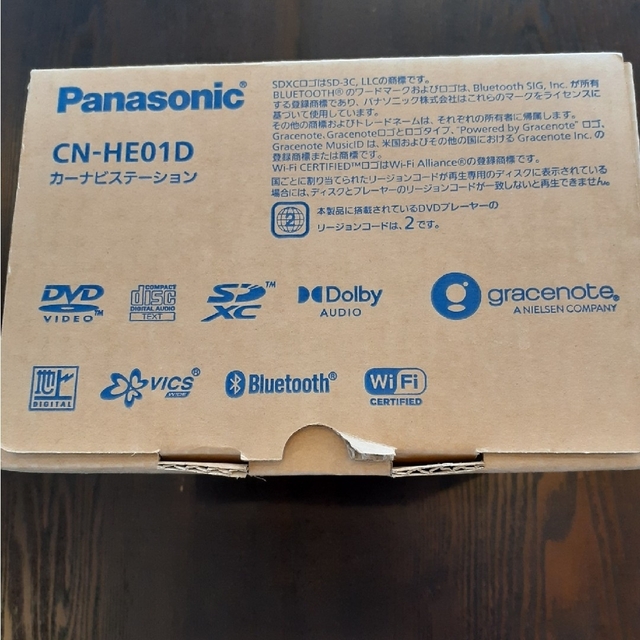 Panasonic®
CN-HE01D
カーナビステーション
SDXCロゴはSD-3C, LLCの商標です。
BLUETOOTH®のワードマークおよびロゴは、Bluetooth SIG, Inc. が所有
する登録商標であり、パナソニック株式会社はこれらのマークをライセンスに
基づいて使用しています。
その他の商標およびトレードネームは、それぞれの所有者に帰属します。
Gracenote、Gracenoteロゴとロゴタイプ、"Powered by Gracenote" ロゴ、
Gracenote MusicID は、米国およびその他の国における Gracenote Inc. の
登録商標または商標です。
Wi-Fi CERTIFIED™ロゴはWi-Fi Alliance®の登録商標です。
国ごとに割り当てられたリージョンコードが再生専用のディスクに表示されている
場合には、ディスクとプレーヤーのリージョンコードが一致しないと再生できません。
2
本製品に搭載されているDVDプレーヤーの
リージョンコードは、2です。
DVD VIDEO™
COMPACT disc DIGITAL AUDIO TEXT
SD XC™
Dolby AUDIO
gracenote® A NIELSEN COMPANY
地上 DIGITAL
VICS® WIDE
Bluetooth®
Wi Fi CERTIFIED